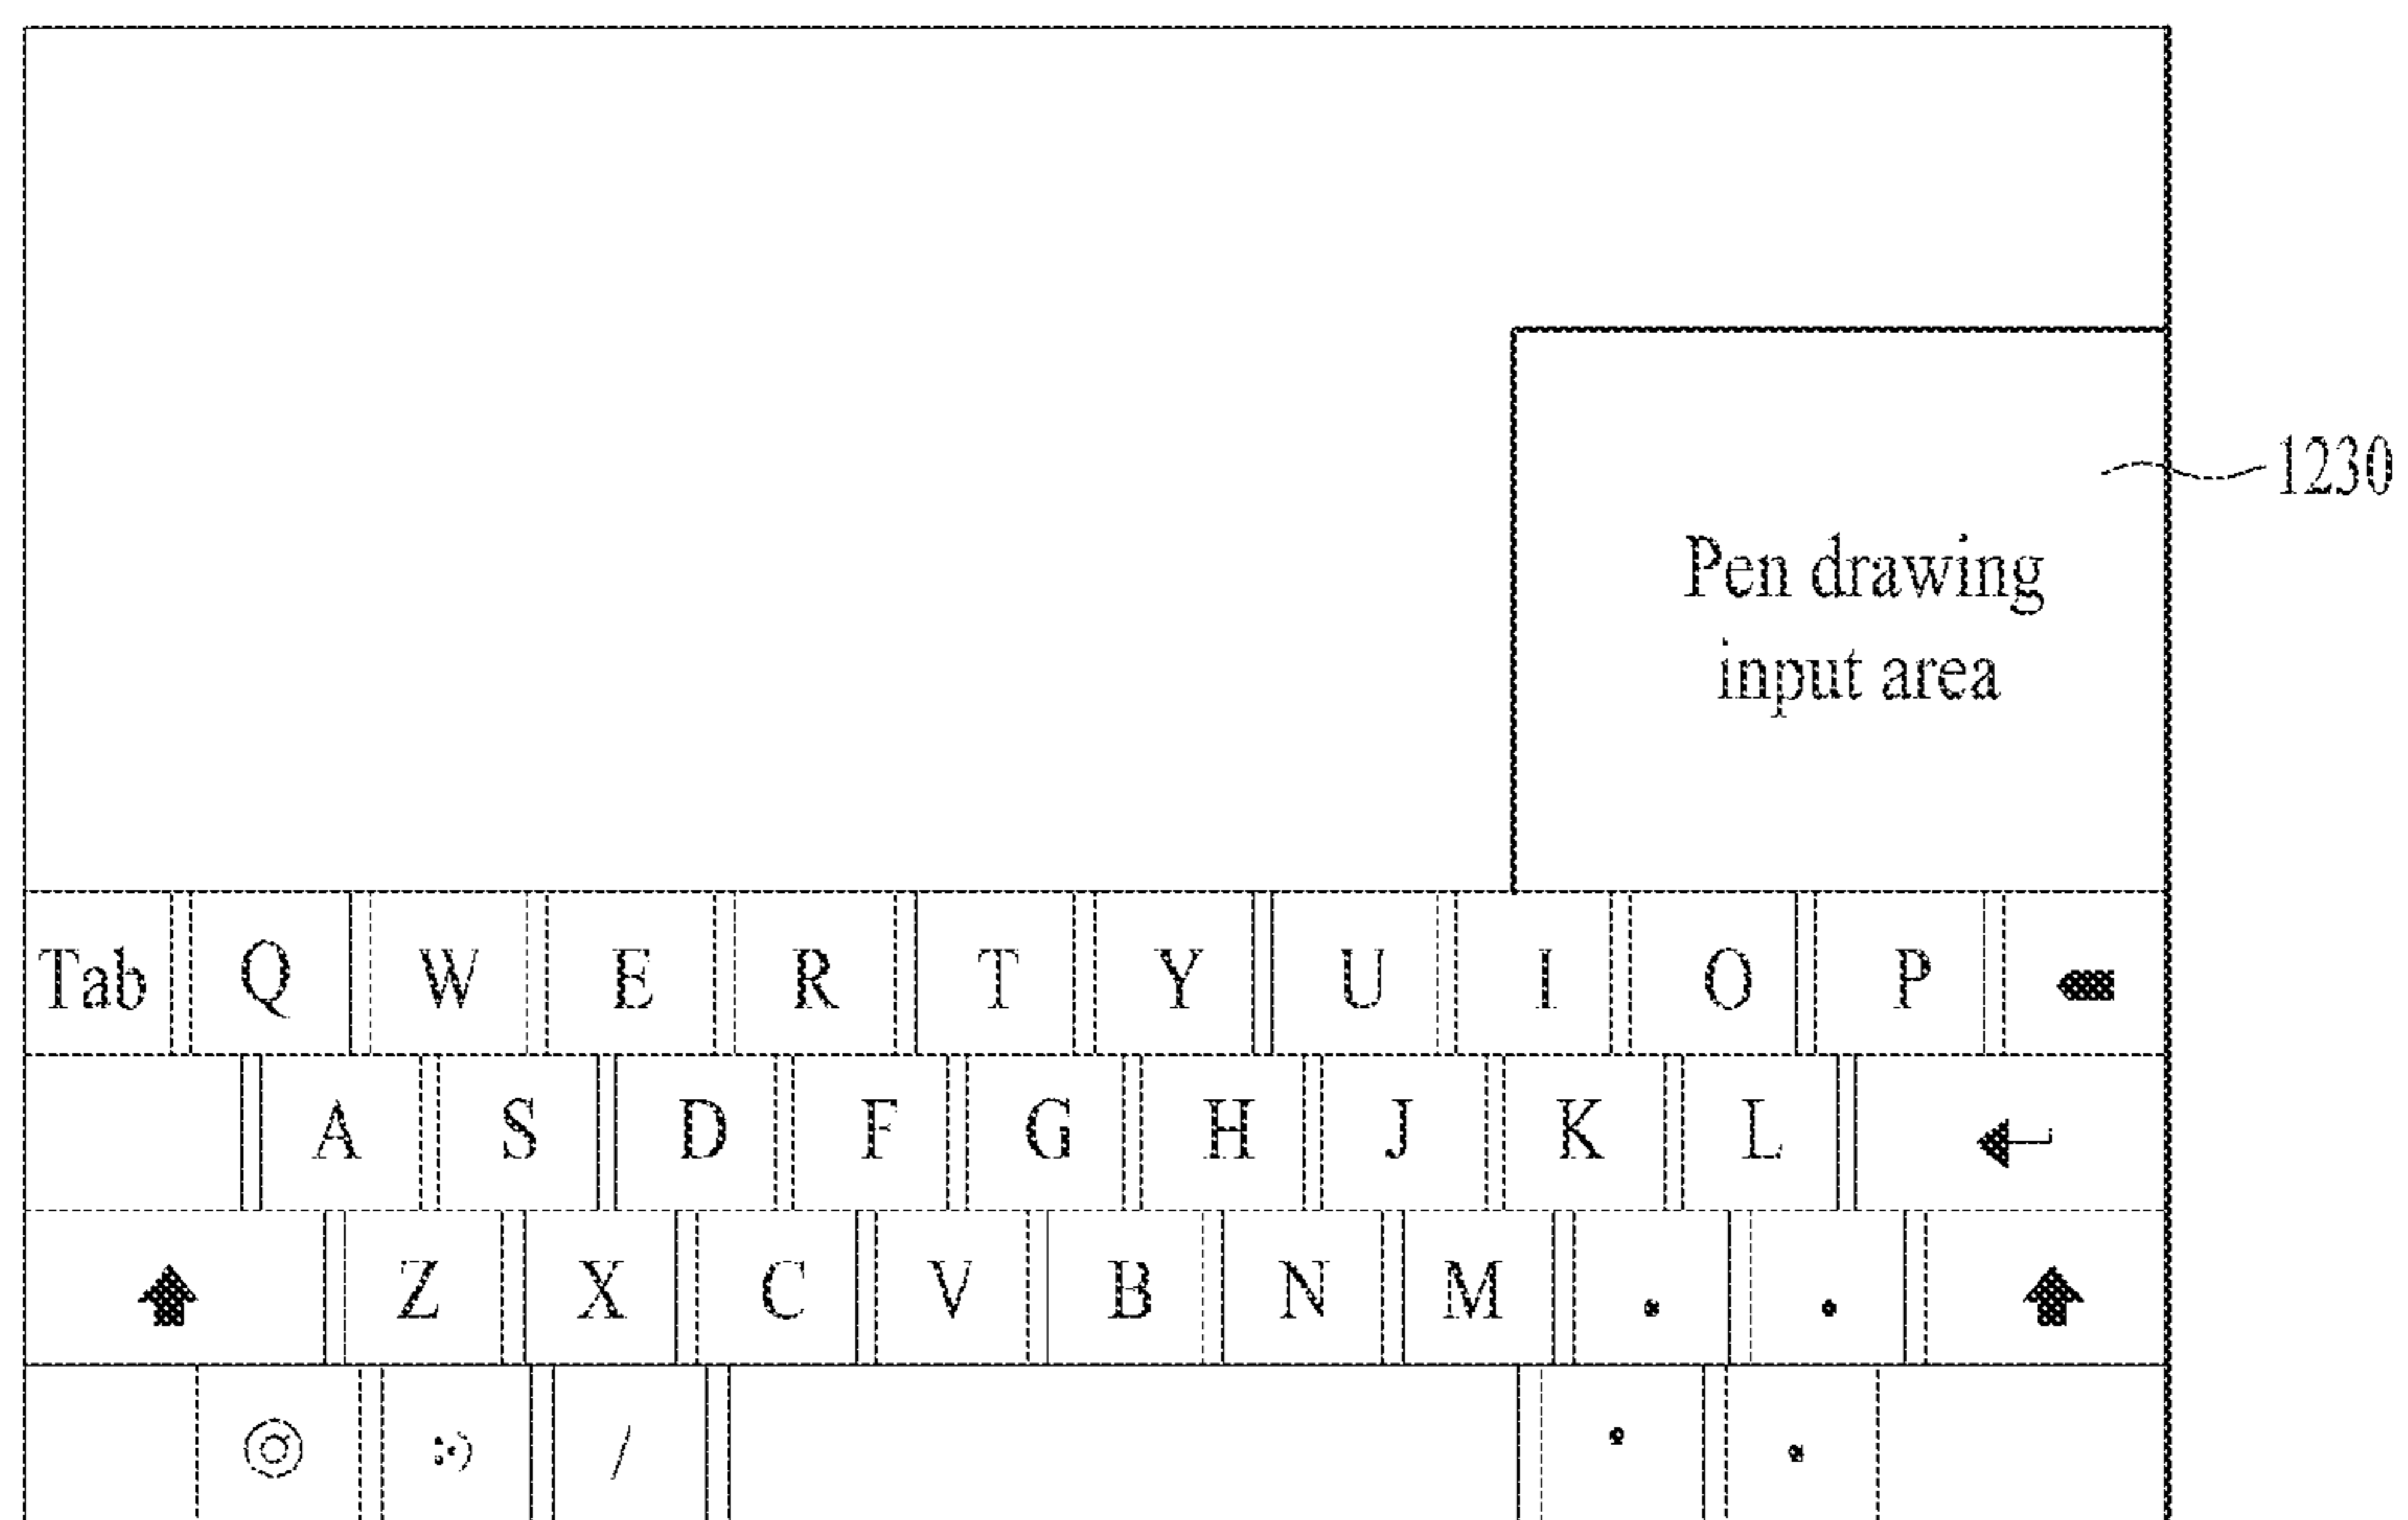 1230
Pen drawing
input area
Tab Q W E R T Y U I O P
A S D F G H J K L
Z X C V B N M . .
:-) /